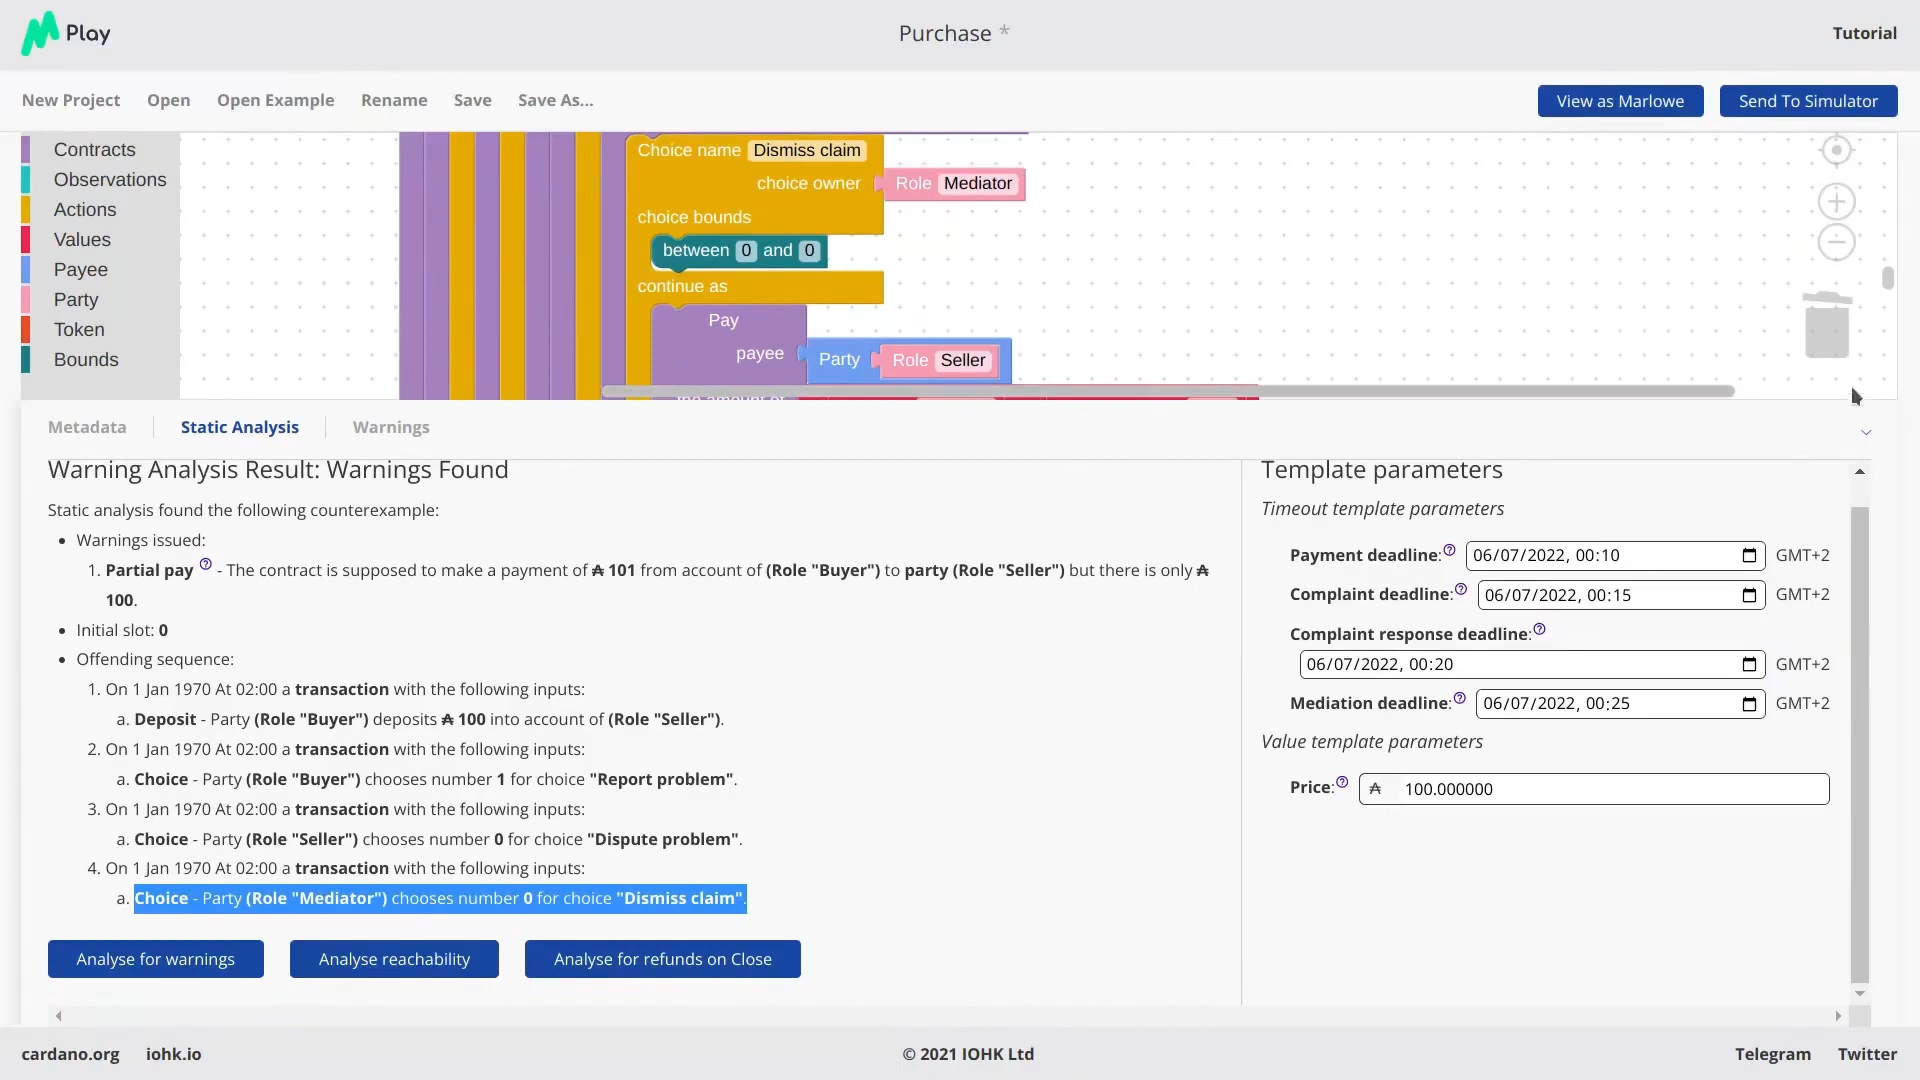 Play
Purchase *
Tutorial
New Project Open Open Example Rename Save Save As...
View as Marlowe Send To Simulator
Contracts
Observations
Actions
Values
Payee
Party
Token
Bounds
Choice name Dismiss claim
choice owner Role Mediator
choice bounds
between 0 and 0
continue as
Pay
payee Party Role Seller
the amount of
Metadata Static Analysis Warnings
Warning Analysis Result: Warnings Found
Static analysis found the following counterexample:
• Warnings issued:
1. Partial pay - The contract is supposed to make a payment of ₳ 101 from account of (Role "Buyer") to party (Role "Seller") but there is only ₳
100.
• Initial slot: 0
• Offending sequence:
1. On 1 Jan 1970 At 02:00 a transaction with the following inputs:
a. Deposit - Party (Role "Buyer") deposits ₳ 100 into account of (Role "Seller").
2. On 1 Jan 1970 At 02:00 a transaction with the following inputs:
a. Choice - Party (Role "Buyer") chooses number 1 for choice "Report problem".
3. On 1 Jan 1970 At 02:00 a transaction with the following inputs:
a. Choice - Party (Role "Seller") chooses number 0 for choice "Dispute problem".
4. On 1 Jan 1970 At 02:00 a transaction with the following inputs:
a. Choice - Party (Role "Mediator") chooses number 0 for choice "Dismiss claim".
Analyse for warnings Analyse reachability Analyse for refunds on Close
Template parameters
Timeout template parameters
Payment deadline: 06/07/2022, 00:10 GMT+2
Complaint deadline: 06/07/2022, 00:15 GMT+2
Complaint response deadline:
06/07/2022, 00:20 GMT+2
Mediation deadline: 06/07/2022, 00:25 GMT+2
Value template parameters
Price: ₳ 100.000000
cardano.org iohk.io
© 2021 IOHK Ltd
Telegram Twitter